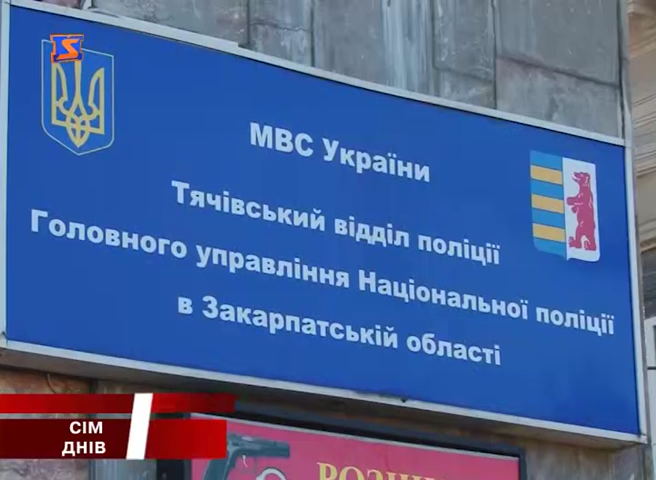 МВС України
Тячівський відділ поліції
Головного управління Національної поліції
в Закарпатській області
СІМ
ДНІВ